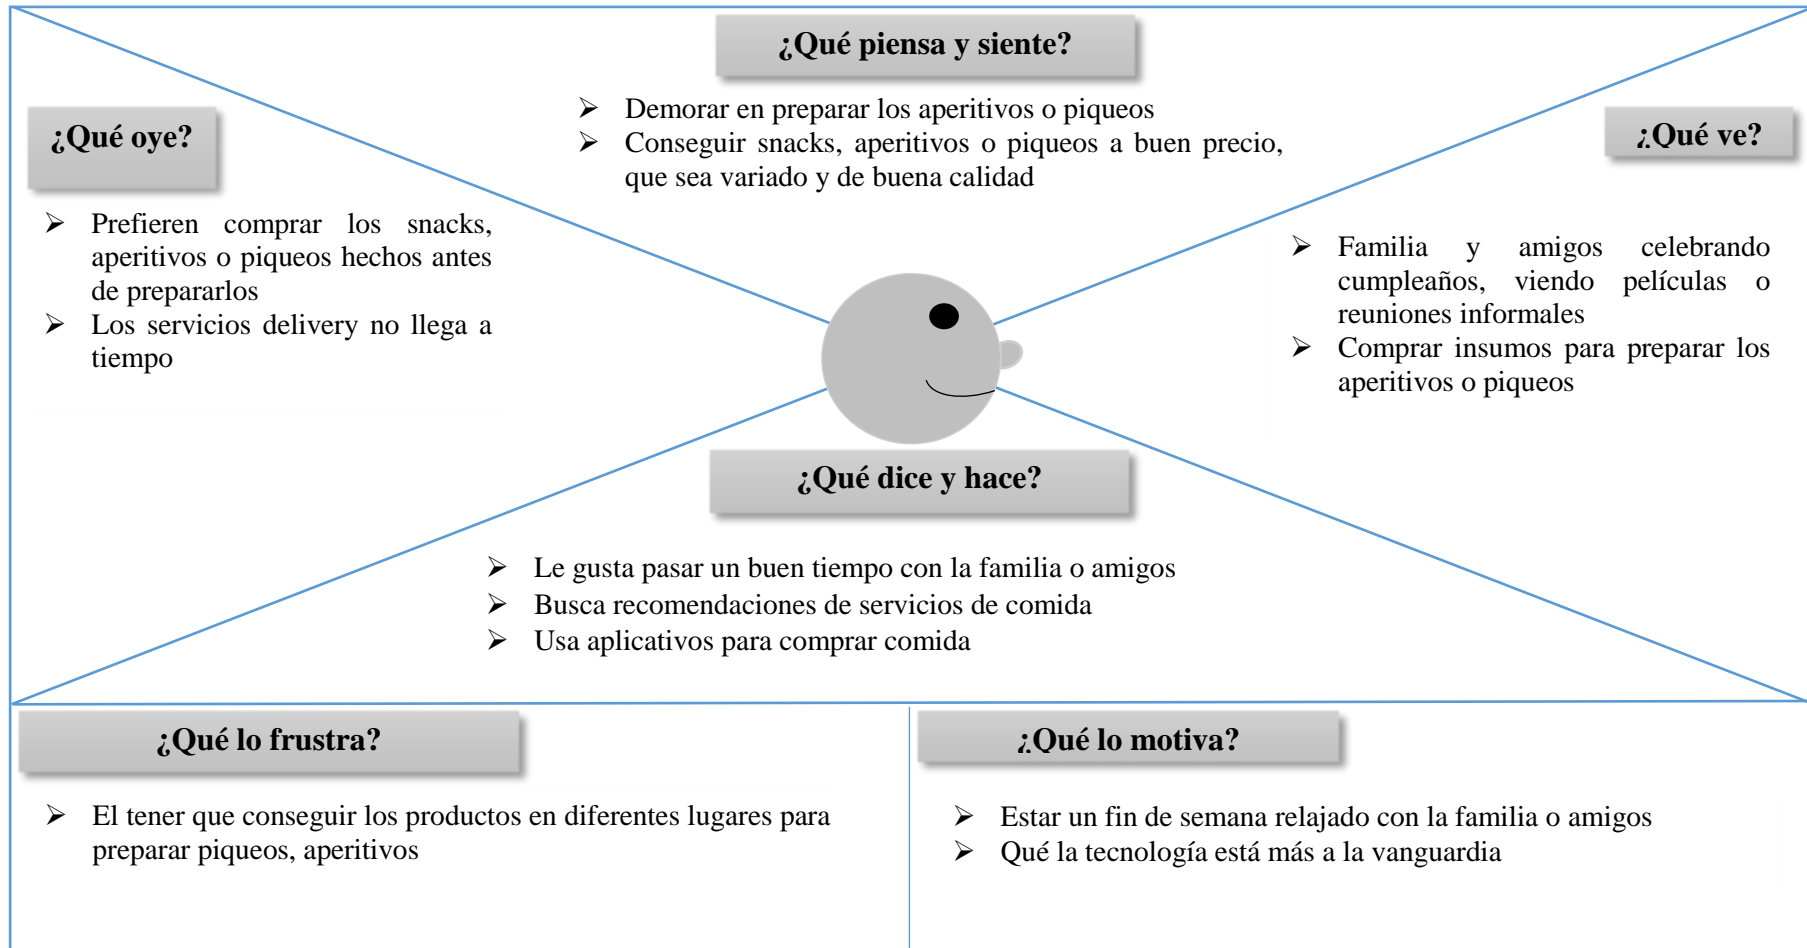 ¿Qué piensa y siente?
➢ Demorar en preparar los aperitivos o piqueos
➢ Conseguir snacks, aperitivos o piqueos a buen precio,
que sea variado y de buena calidad
¿Qué oye?
➢ Prefieren comprar los snacks,
aperitivos o piqueos hechos antes
de prepararlos
➢ Los servicios delivery no llega a
tiempo
¿Qué ve?
➢ Familia y amigos celebrando
cumpleaños, viendo películas o
reuniones informales
➢ Comprar insumos para preparar los
aperitivos o piqueos
¿Qué dice y hace?
➢ Le gusta pasar un buen tiempo con la familia o amigos
➢ Busca recomendaciones de servicios de comida
➢ Usa aplicativos para comprar comida
¿Qué lo frustra?
➢ El tener que conseguir los productos en diferentes lugares para
preparar piqueos, aperitivos
¿Qué lo motiva?
➢ Estar un fin de semana relajado con la familia o amigos
➢ Qué la tecnología está más a la vanguardia